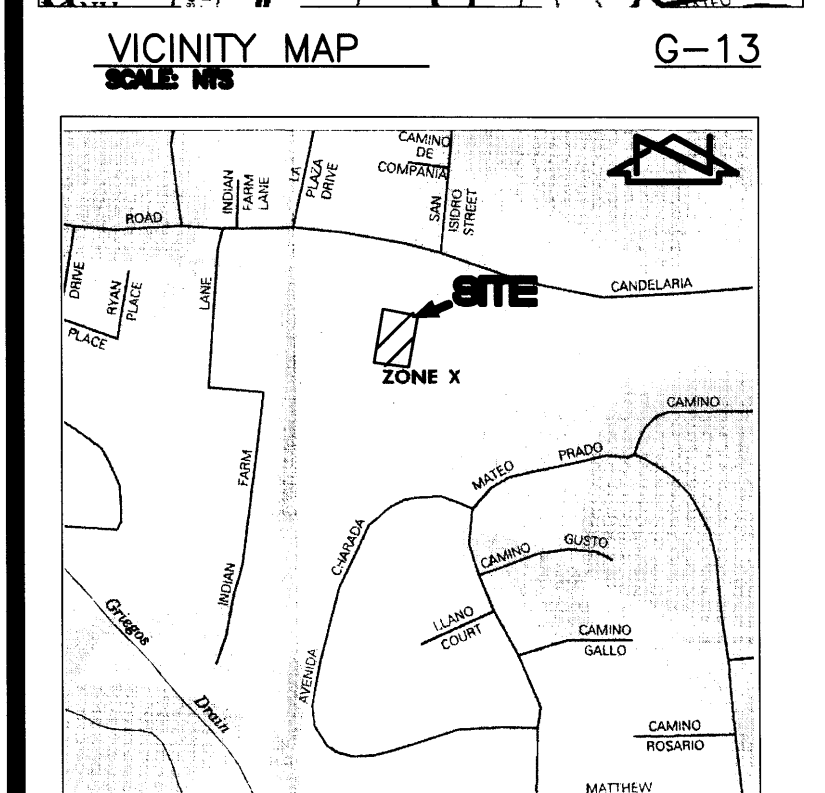 VICINITY MAP
G-13
SCALE: NTS
CAMINO
DE
COMPANIA
INDIAN
FARM
LANE
LA
PLAZA
DRIVE
SAN
ISIDRO
STREET
ROAD
DRIVE
RYAN
PLACE
PLACE
LANE
SITE
CANDELARIA
ZONE X
CAMINO
MATEO
PRADO
FARM
CHARADA
CAMINO
GUSTO
INDIAN
LLANO
COURT
CAMINO
GALLO
Griegos
Drain
AVENIDA
CAMINO
ROSARIO
MATTHEW